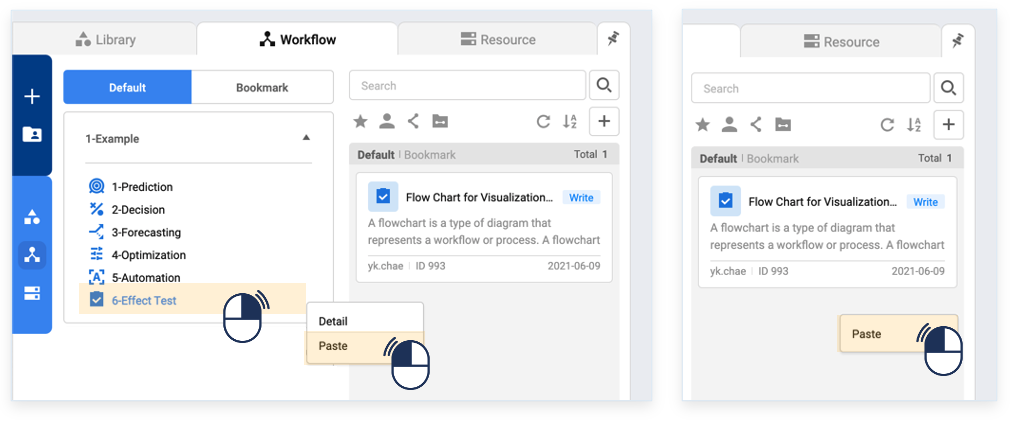 Library
Workflow
Resource
Default
Bookmark
1-Example
1-Prediction
2-Decision
3-Forecasting
4-Optimization
5-Automation
6-Effect Test
Detail
Paste
Search
A
Z
Default | Bookmark
Total 1
Flow Chart for Visualization...
Write
A flowchart is a type of diagram that
represents a workflow or process. A flowchart
yk.chae | ID 993
2021-06-09
Resource
Search
A
Z
Default | Bookmark
Total 1
Flow Chart for Visualization...
Write
A flowchart is a type of diagram that
represents a workflow or process. A flowchart
yk.chae | ID 993
2021-06-09
Paste